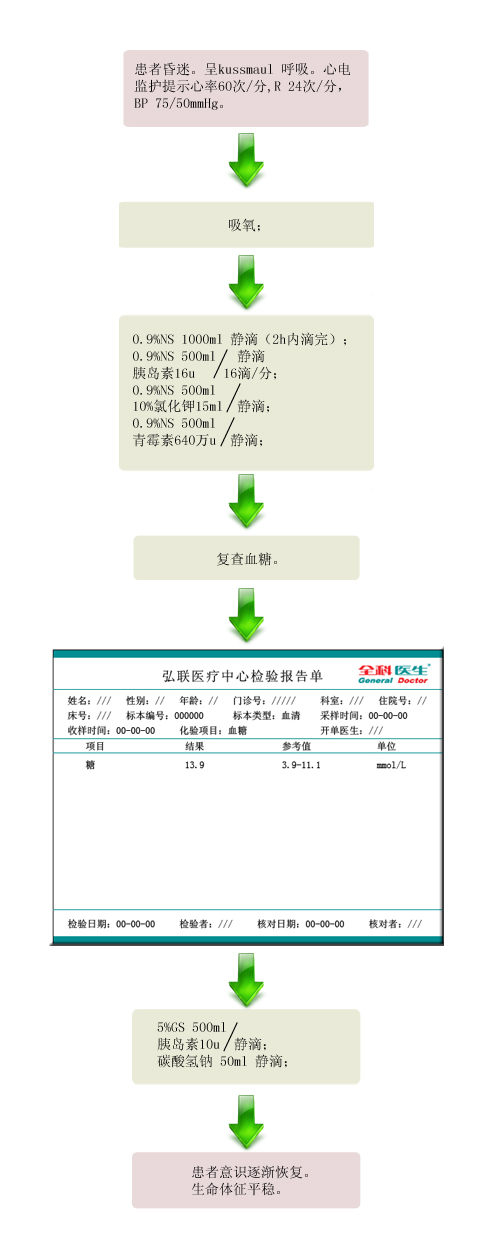 患者昏迷。呈kussmaul 呼吸。心电
监护提示心率60次/分,R 24次/分，
BP 75/50mmHg。
吸氧；
0.9%NS 1000ml 静滴（2h内滴完）；
0.9%NS 500ml/ 静滴
胰岛素16u /16滴/分；
0.9%NS 500ml
10%氯化钾15ml/静滴；
0.9%NS 500ml
青霉素640万u/静滴；
复查血糖。
弘联医疗中心检验报告单
全科医生
General Doctor
姓名：/// 性别：// 年龄：// 门诊号：///// 科室：/// 住院号：//
床号：/// 标本编号：000000 标本类型：血清 采样时间：00-00-00
收样时间：00-00-00 化验项目：血糖 开单医生：///
项目 结果 参考值 单位
糖 13.9 3.9-11.1 mmol/L
检验日期：00-00-00 检验者：/// 核对日期：00-00-00 核对者：///
5%GS 500ml/
胰岛素10u/静滴；
碳酸氢钠 50ml 静滴；
患者意识逐渐恢复。
生命体征平稳。